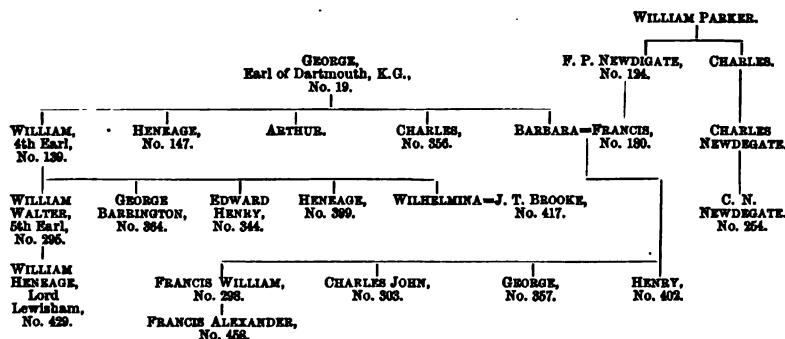 WILLIAM PARKER.
GEORGE,
Earl of Dartmouth, K.G.,
No. 19.
F. P. NEWDIGATE,
No. 124.
CHARLES.
WILLIAM,
4th Earl,
No. 139.
HENEAGE,
No. 147.
ARTHUR.
CHARLES,
No. 356.
BARBARA=FRANCIS,
No. 180.
CHARLES
NEWDEGATE.
WILLIAM
WALTER,
5th Earl,
No. 295.
GEORGE
BARRINGTON,
No. 364.
EDWARD
HENRY,
No. 344.
HENEAGE,
No. 399.
WILHELMINA=J. T. BROOKE,
No. 417.
C. N.
NEWDEGATE.
No. 254.
WILLIAM
HENEAGE,
Lord
Lewisham,
No. 429.
FRANCIS WILLIAM,
No. 298.
CHARLES JOHN,
No. 303.
GEORGE,
No. 357.
HENRY,
No. 402.
FRANCIS ALEXANDER,
No. 458.